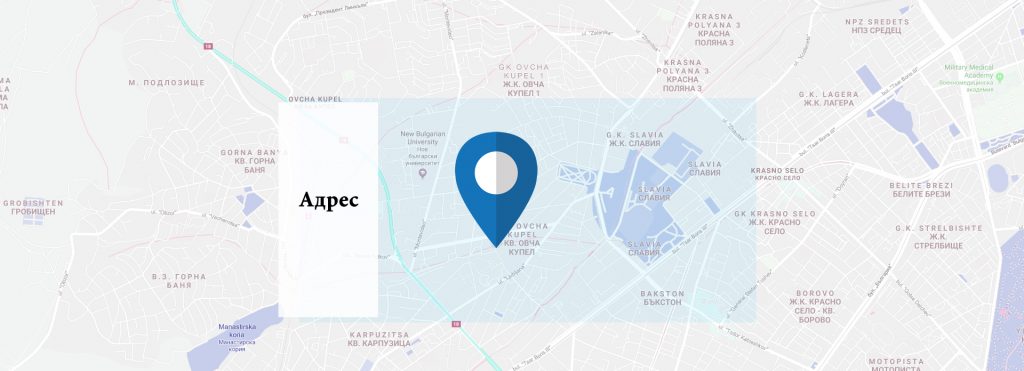 KRASNA
POLYANA 3
КРАСНА
ПОЛЯНА 3
NPZ SREDETS
НПЗ СРЕДЕЦ
GK OVCHA
KUPEL 1
Ж.К. ОВЧА
КУПЕЛ 1
KRASNA
POLYANA 3
КРАСНА
ПОЛЯНА 3
Military Medical
Academy
Военномедицинска
академия
М. ПОДЛОЗИЩЕ
18
OVCHA KUPEL
G.K. LAGERA
Ж.К. ЛАГЕРА
New Bulgarian
University
Нов
български
университет
G.K. SLAVIA
Ж.К. СЛАВИЯ
GORNA BANYA
КВ. ГОРНА
БАНЯ
SLAVIA
СЛАВИЯ
KRASNO SELO
КРАСНО СЕЛО
BELITE BREZI
БЕЛИТЕ БРЕЗИ
SLAVIA
СЛАВИЯ
GROBISHTEN
ГРОБИЩЕН
Адрес
GK KRASNO SELO
Ж.К. КРАСНО
СЕЛО
OVCHA
KUPEL
КВ. ОВЧА
КУПЕЛ
G.K. STRELBISHTE
Ж.К.
СТРЕЛБИЩЕ
SLAVIA
СЛАВИЯ
В.З. ГОРНА
БАНЯ
ul. "Ljubljana"
BAKSTON
БЪКСТОН
BOROVO
Ж.К. КРАСНО
СЕЛО - КВ.
БОРОВО
Manastirska
koria
Манастирска
кория
18
KARPUZITSA
КВ. КАРПУЗИЦА
МОТОPISTA
МОТОПИСТА